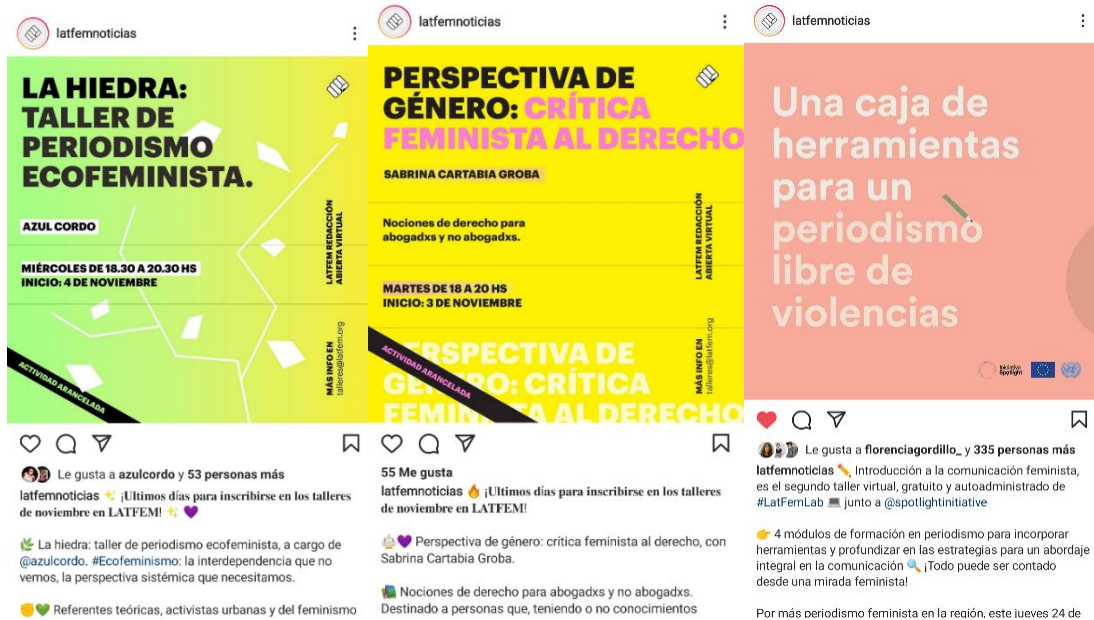 latfemnoticias
LA HIEDRA:
TALLER DE
PERIODISMO
ECOFEMINISTA.
AZUL CORDO
MIÉRCOLES DE 18.30 A 20.30 HS
INICIO: 4 DE NOVIEMBRE
LATFEM REDACCIÓN
ABIERTA VIRTUAL
MÁS INFO EN
talleres@latfem.org
ACTIVIDAD ARANCELADA
Le gusta a azulcordo y 53 personas más
latfemnoticias ✨ ¡Ultimos días para inscribirse en los talleres
de noviembre en LATFEM! ✨ 💜
🌿 La hiedra: taller de periodismo ecofeminista, a cargo de
@azulcordo. #Ecofeminismo: la interdependencia que no
vemos, la perspectiva sistémica que necesitamos.
✊💚 Referentes teóricas, activistas urbanas y del feminismo
latfemnoticias
PERSPECTIVA DE
GÉNERO: CRÍTICA
FEMINISTA AL DERECHO
SABRINA CARTABIA GROBA
Nociones de derecho para
abogadxs y no abogadxs.
MARTES DE 18 A 20 HS
INICIO: 3 DE NOVIEMBRE
LATFEM REDACCIÓN
ABIERTA VIRTUAL
MÁS INFO EN
talleres@latfem.org
ACTIVIDAD ARANCELADA
PERSPECTIVA DE
GÉNERO: CRÍTICA
FEMINISTA AL DERECHO
55 Me gusta
latfemnoticias 🔥 ¡Ultimos días para inscribirse en los talleres
de noviembre en LATFEM!
💜 Perspectiva de género: crítica feminista al derecho, con
Sabrina Cartabia Groba.
📚 Nociones de derecho para abogadxs y no abogadxs.
Destinado a personas que, teniendo o no conocimientos
latfemnoticias
Una caja de
herramientas
para un
periodismo
libre de
violencias
Iniciativa
Spotlight
Le gusta a florenciagordillo_ y 335 personas más
latfemnoticias ✏️ Introducción a la comunicación feminista,
es el segundo taller virtual, gratuito y autoadministrado de
#LatFemLab 💻 junto a @spotlightinitiative
👉 4 módulos de formación en periodismo para incorporar
herramientas y profundizar en las estrategias para un abordaje
integral en la comunicación 🔍 ¡Todo puede ser contado
desde una mirada feminista!
Por más periodismo feminista en la región, este jueves 24 de